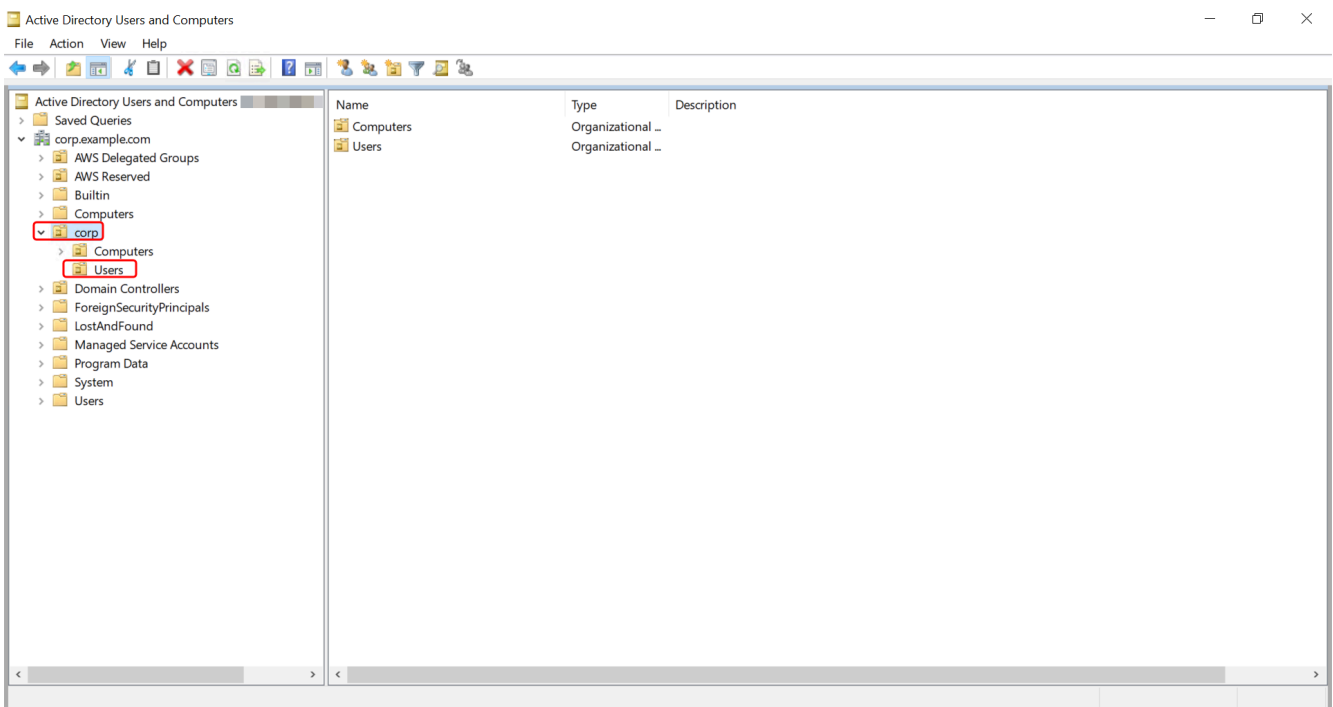 Active Directory Users and Computers
File Action View Help
Active Directory Users and Computers
Saved Queries
corp.example.com
AWS Delegated Groups
AWS Reserved
Builtin
Computers
corp
Computers
Users
Domain Controllers
ForeignSecurityPrincipals
LostAndFound
Managed Service Accounts
Program Data
System
Users
Name Type Description
Computers Organizational ...
Users Organizational ...